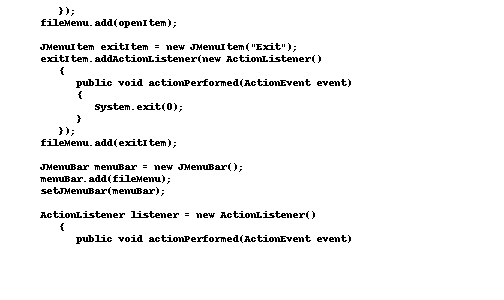 });
fileMenu.add(openItem);
JMenuItem exitItem = new JMenuItem("Exit");
exitItem.addActionListener(new ActionListener()
{
public void actionPerformed(ActionEvent event)
{
System.exit(0);
}
});
fileMenu.add(exitItem);
JMenuBar menuBar = new JMenuBar();
menuBar.add(fileMenu);
setJMenuBar(menuBar);
ActionListener listener = new ActionListener()
{
public void actionPerformed(ActionEvent event)